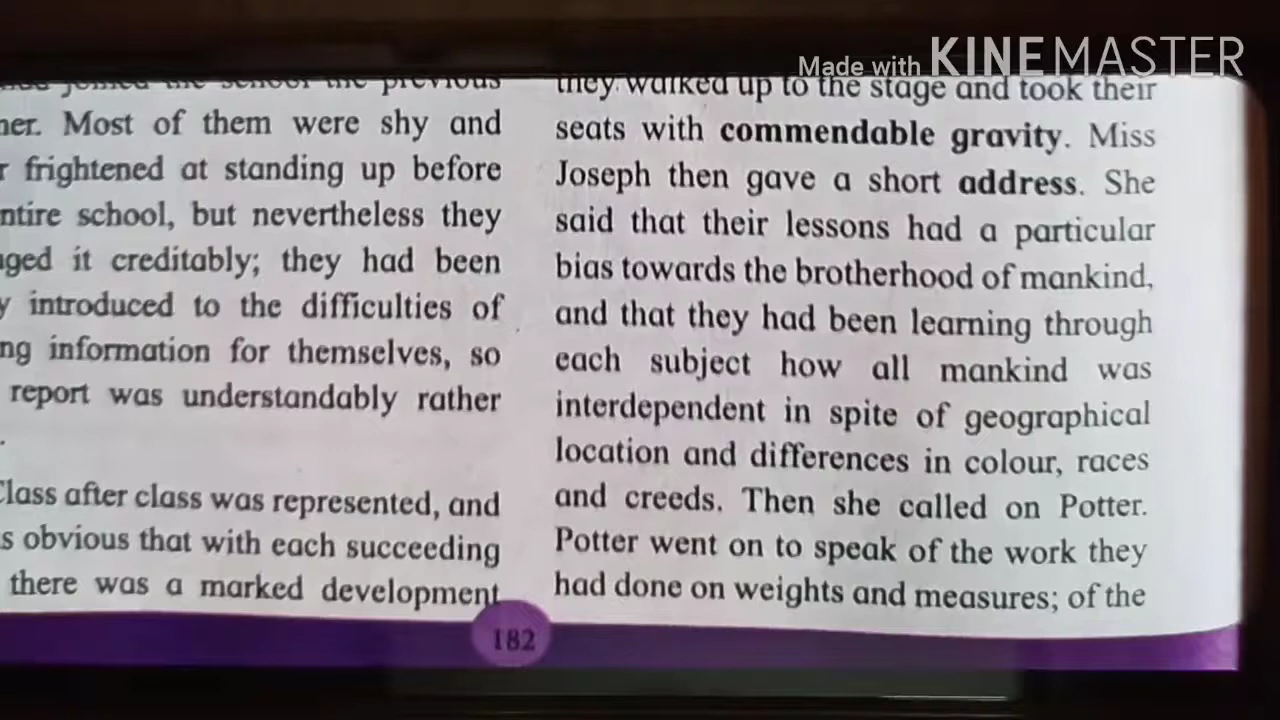 Made with KINEMASTER
joined the school the previous
ner. Most of them were shy and
r frightened at standing up before
ntire school, but nevertheless they
aged it creditably; they had been
y introduced to the difficulties of
ng information for themselves, so
report was understandably rather
.
Class after class was represented, and
s obvious that with each succeeding
there was a marked development
they walked up to the stage and took their
seats with commendable gravity. Miss
Joseph then gave a short address. She
said that their lessons had a particular
bias towards the brotherhood of mankind,
and that they had been learning through
each subject how all mankind was
interdependent in spite of geographical
location and differences in colour, races
and creeds. Then she called on Potter.
Potter went on to speak of the work they
had done on weights and measures; of the
182